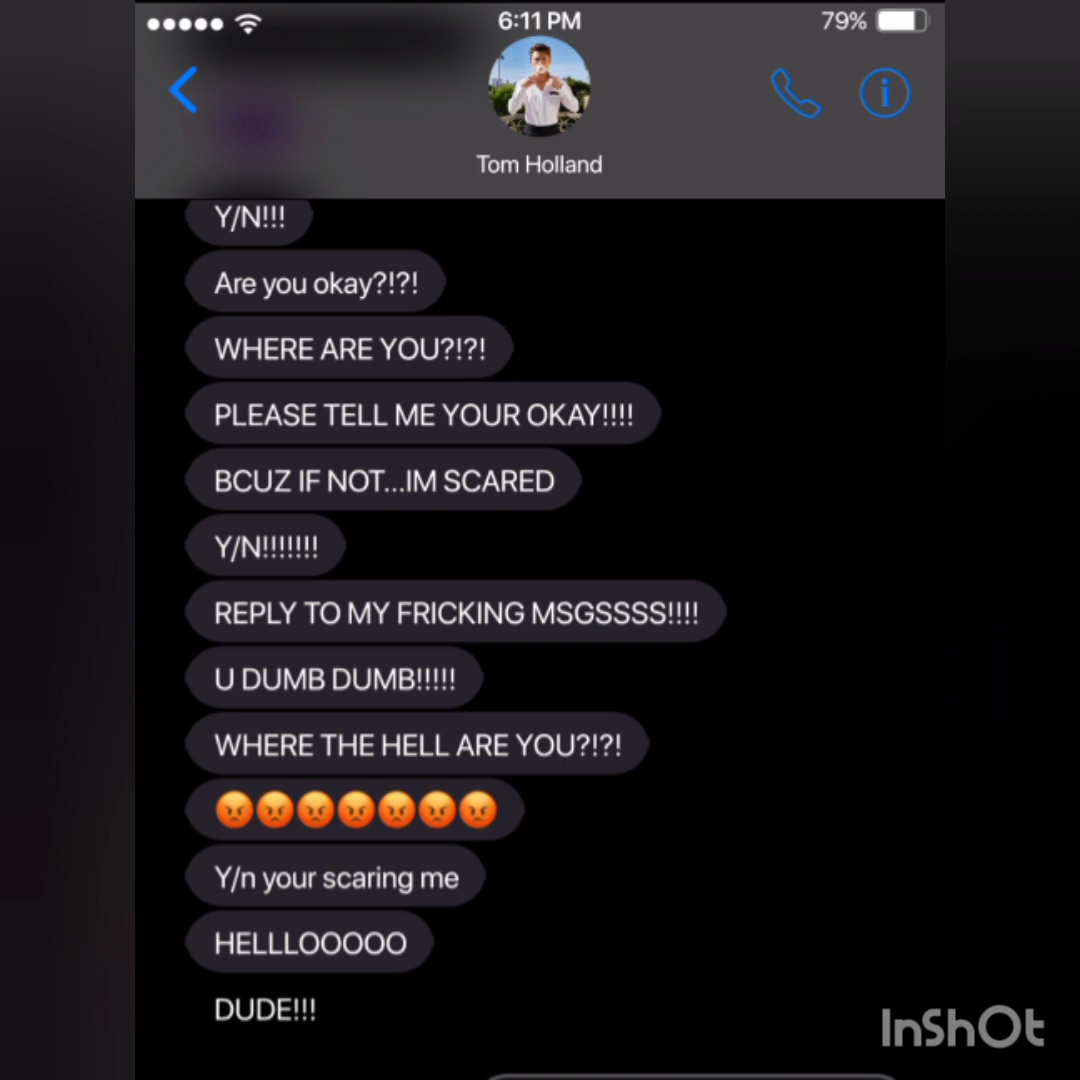 6:11 PM
79%
Tom Holland
Y/N!!!
Are you okay?!?!
WHERE ARE YOU?!?!
PLEASE TELL ME YOUR OKAY!!!!
BCUZ IF NOT...IM SCARED
Y/N!!!!!!!
REPLY TO MY FRICKING MSGSSSS!!!!
U DUMB DUMB!!!!!
WHERE THE HELL ARE YOU?!?!
😡😡😡😡😡😡😡
Y/n your scaring me
HELLLOOOOO
DUDE!!!
InShOt